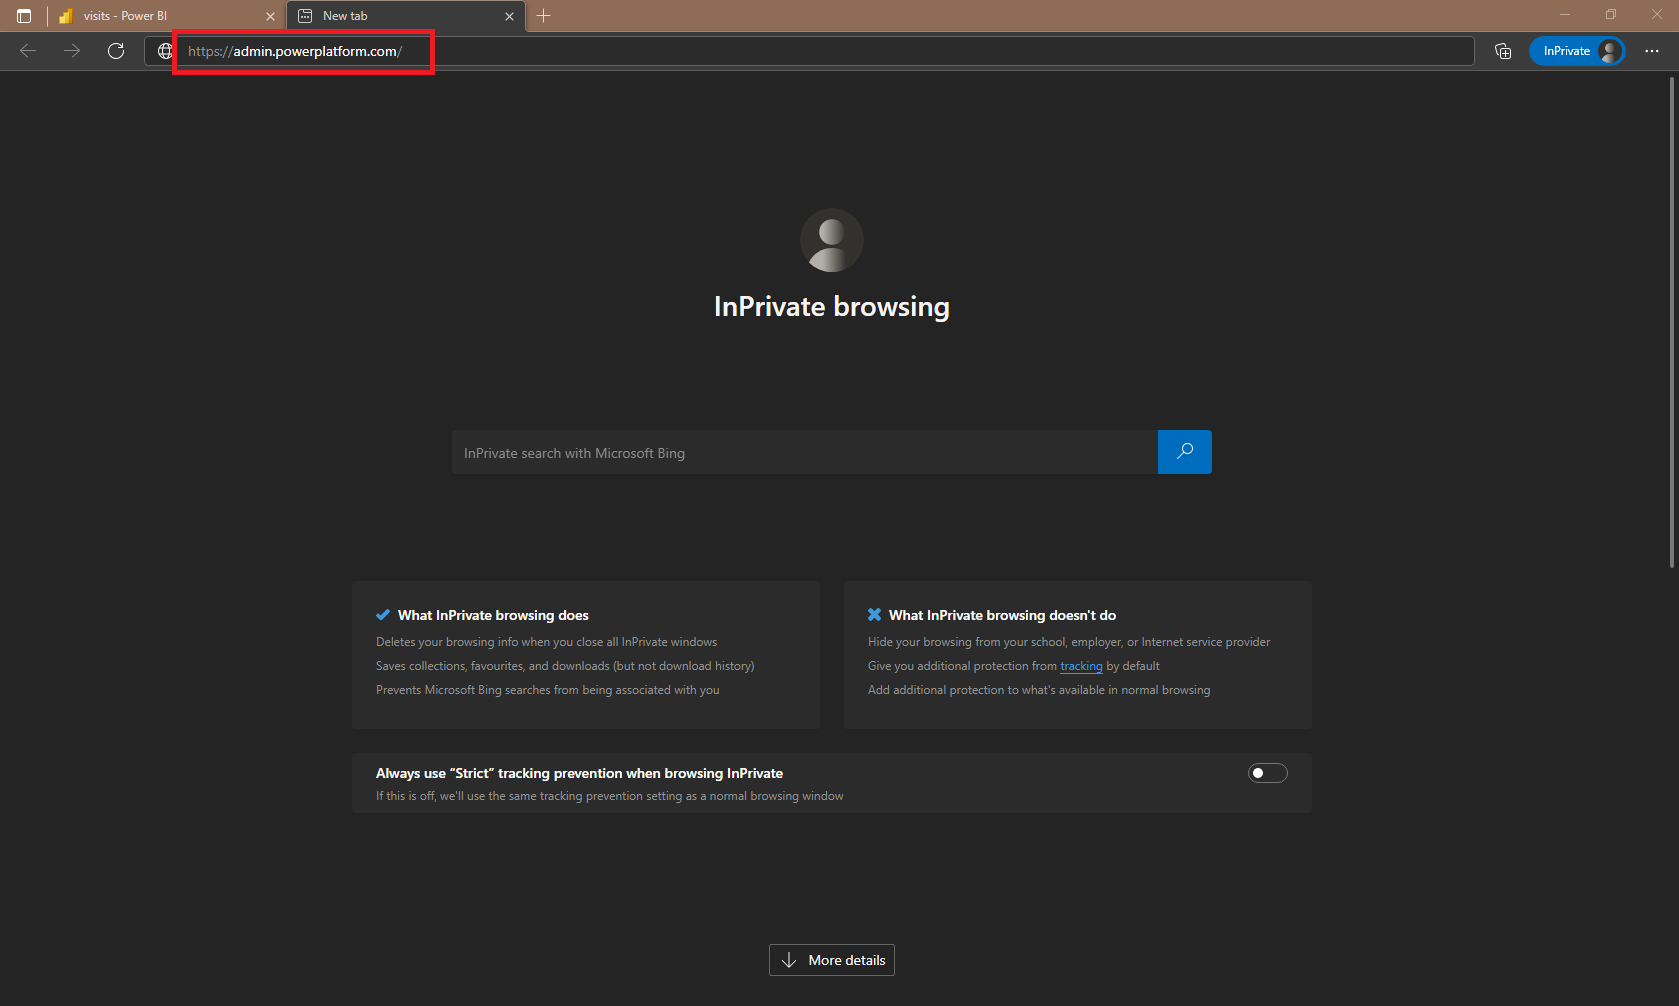 visits - Power BI
New tab
https://admin.powerplatform.com/
InPrivate
InPrivate browsing
InPrivate search with Microsoft Bing
What InPrivate browsing does
Deletes your browsing info when you close all InPrivate windows
Saves collections, favourites, and downloads (but not download history)
Prevents Microsoft Bing searches from being associated with you
What InPrivate browsing doesn't do
Hide your browsing from your school, employer, or Internet service provider
Give you additional protection from tracking by default
Add additional protection to what's available in normal browsing
Always use “Strict” tracking prevention when browsing InPrivate
If this is off, we'll use the same tracking prevention setting as a normal browsing window
More details